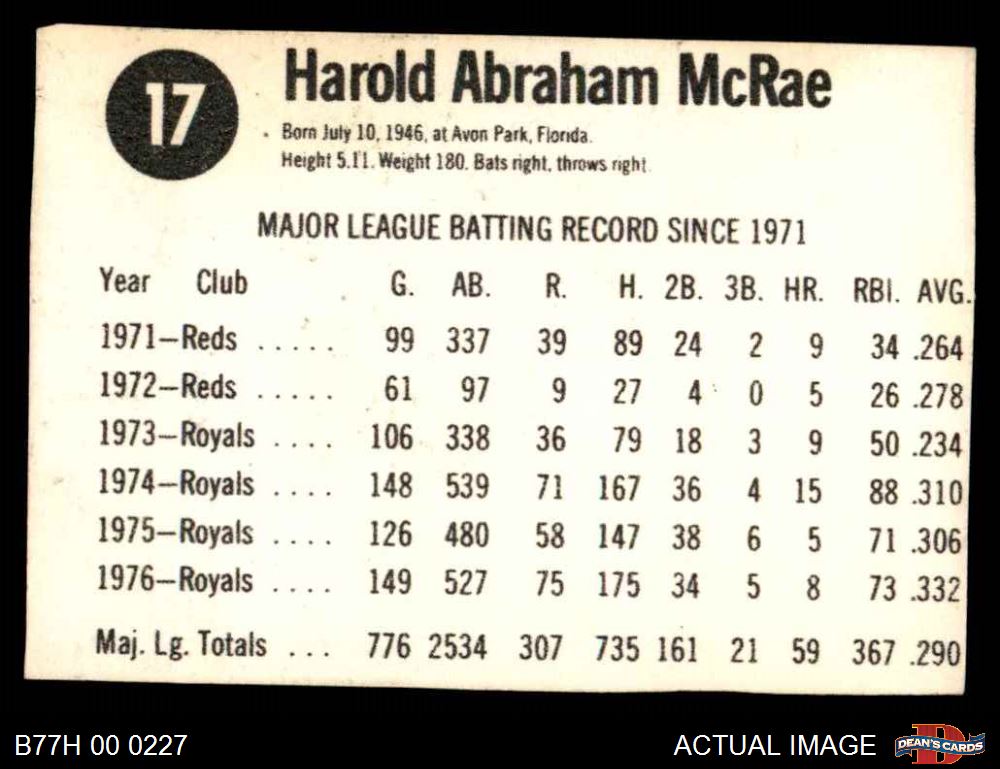 17
Harold Abraham McRae
Born July 10, 1946, at Avon Park, Florida.
Height 5.11. Weight 180. Bats right, throws right
MAJOR LEAGUE BATTING RECORD SINCE 1971
Year Club G. AB. R. H. 2B. 3B. HR. RBI. AVG.
1971—Reds ..... 99 337 39 89 24 2 9 34 .264
1972—Reds ..... 61 97 9 27 4 0 5 26 .278
1973—Royals .... 106 338 36 79 18 3 9 50 .234
1974—Royals .... 148 539 71 167 36 4 15 88 .310
1975—Royals .... 126 480 58 147 38 6 5 71 .306
1976—Royals .... 149 527 75 175 34 5 8 73 .332
Maj. Lg. Totals ... 776 2534 307 735 161 21 59 367 .290
B77H 00 0227
ACTUAL IMAGE
D
DEAN'S CARDS